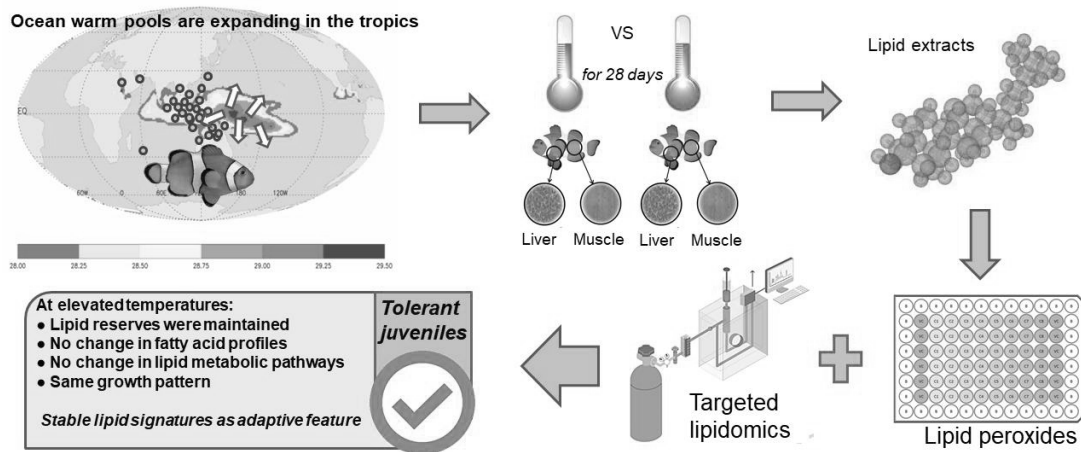 Ocean warm pools are expanding in the tropics
EQ
60W 0 60E 180 120W
28.00 28.25 28.50 28.75 29.00 29.25 29.50
VS
for 28 days
Liver Muscle Liver Muscle
Lipid extracts
Lipid peroxides
Targeted
lipidomics
At elevated temperatures:
● Lipid reserves were maintained
● No change in fatty acid profiles
● No change in lipid metabolic pathways
● Same growth pattern
Stable lipid signatures as adaptive feature
Tolerant
juveniles